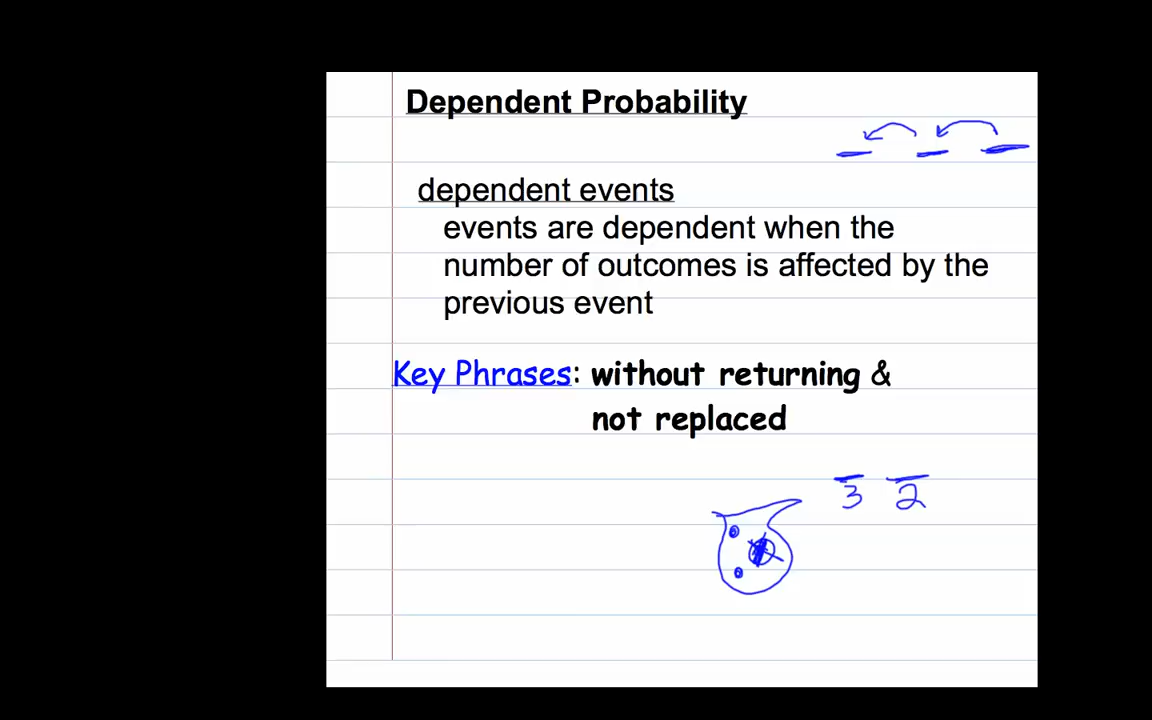 Dependent Probability
dependent events
events are dependent when the
number of outcomes is affected by the
previous event
Key Phrases: without returning &
not replaced
3 2